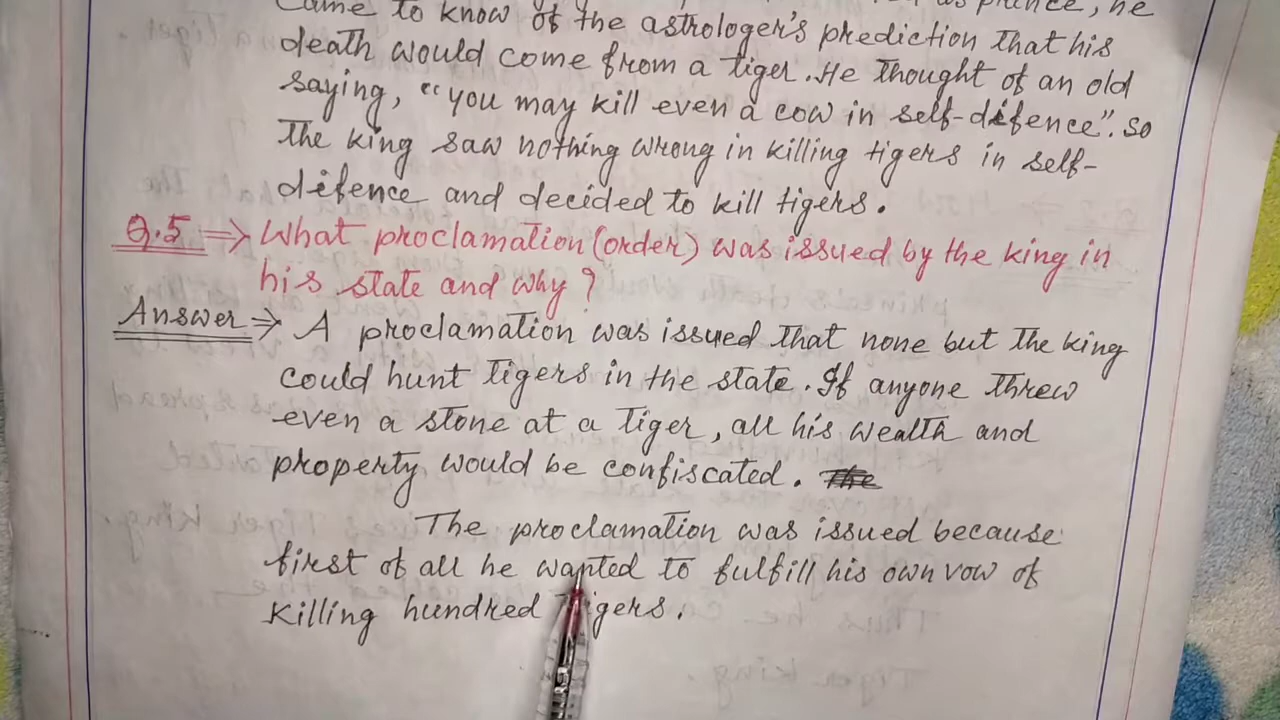 came to know of the astrologer's prediction that his
death would come from a tiger. He thought of an old
saying, "you may kill even a cow in self-difence". So
the king saw nothing wrong in killing tigers in self-
difence and decided to kill tigers.
Q.5 ⇒ What proclamation (order) was issued by the king in
his state and why?
Answer ⇒ A proclamation was issued that none but the king
could hunt tigers in the state. If anyone threw
even a stone at a tiger, all his wealth and
property would be confiscated. The
The proclamation was issued because
first of all he wanted to fulfill his own vow of
killing hundred tigers.